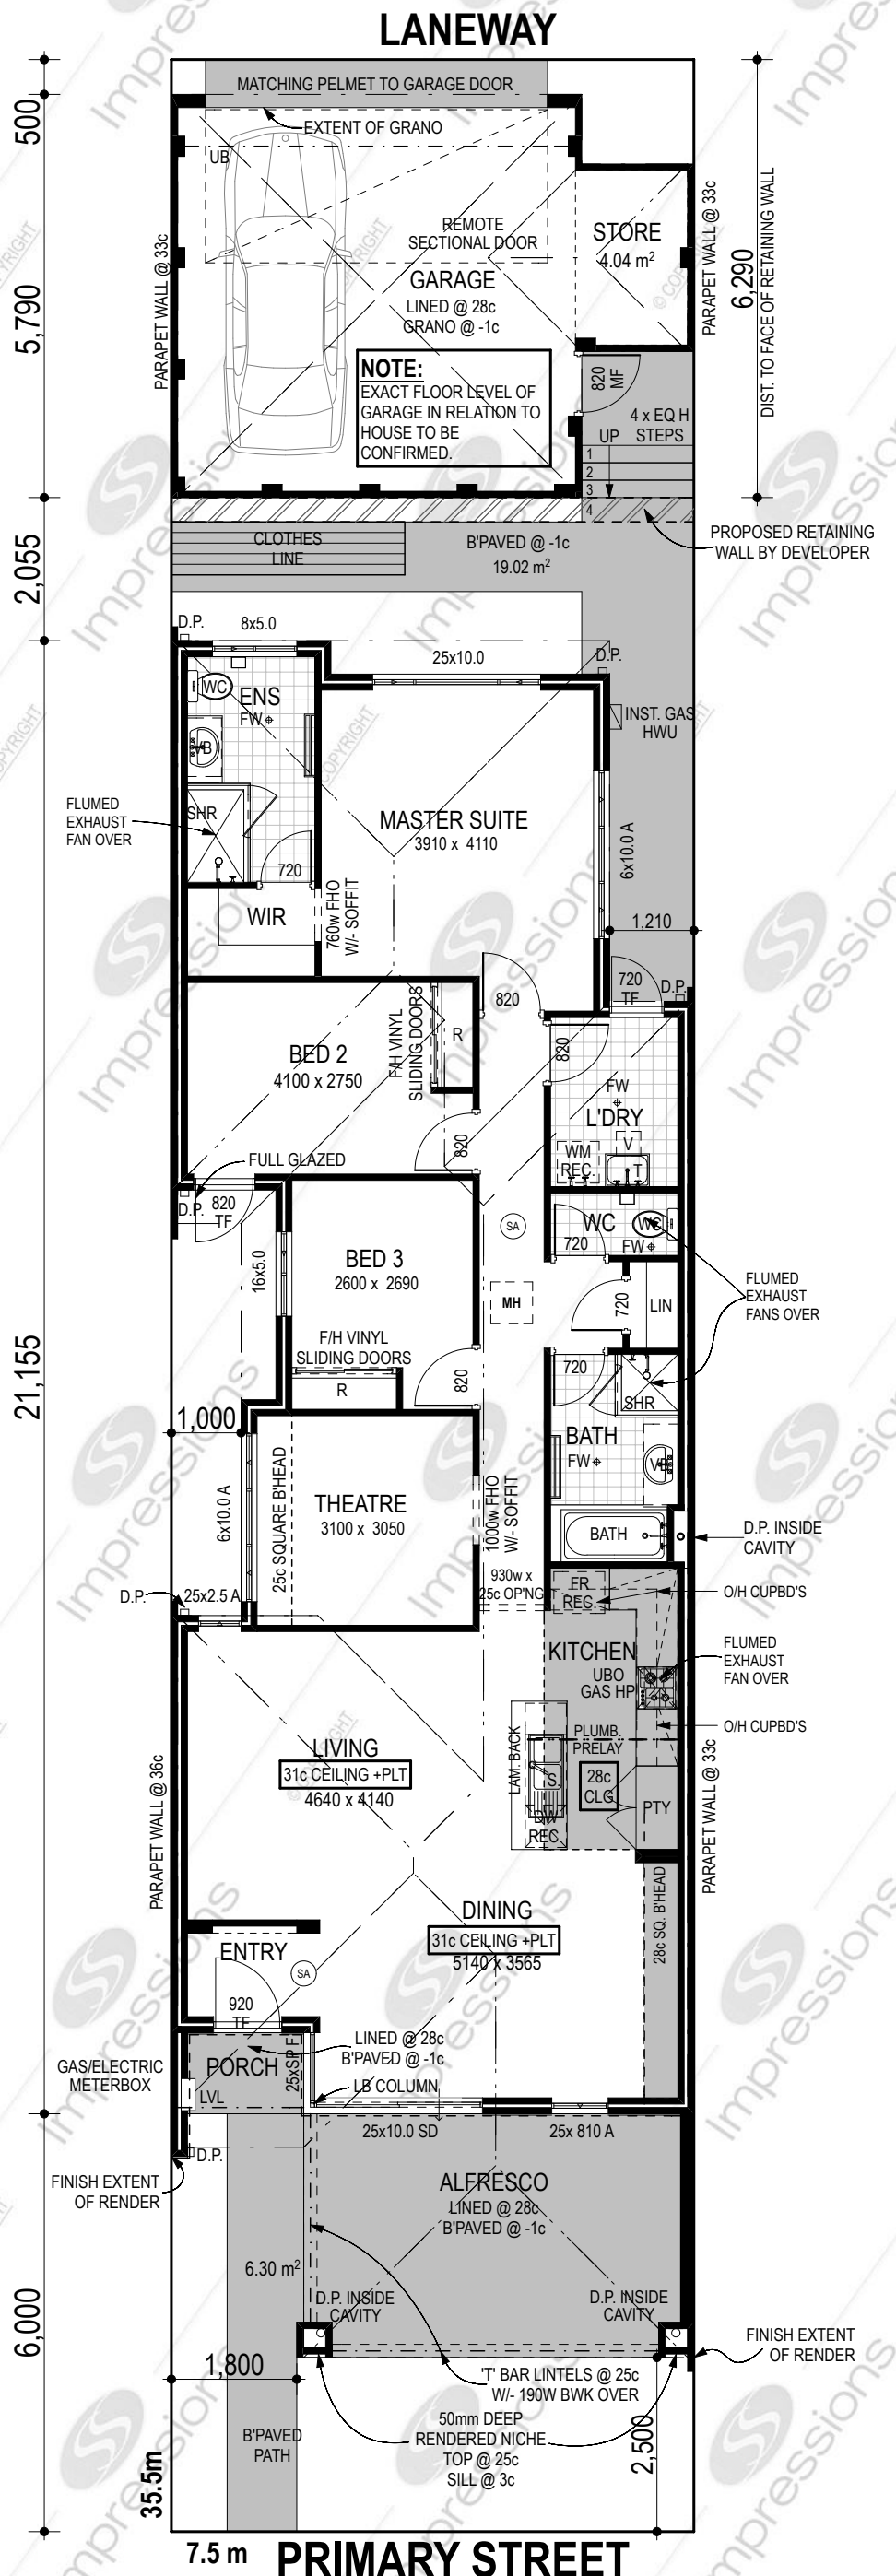 LANEWAY
MATCHING PELMET TO GARAGE DOOR
EXTENT OF GRANO
UB
500
5,790
2,055
21,155
6,000
6,290
DIST. TO FACE OF RETAINING WALL
PARAPET WALL @ 33c
PARAPET WALL @ 33c
REMOTE
SECTIONAL DOOR
GARAGE
LINED @ 28c
GRANO @ -1c
STORE
4.04 m²
NOTE:
EXACT FLOOR LEVEL OF
GARAGE IN RELATION TO
HOUSE TO BE
CONFIRMED.
820
MF
4 x EQ H
STEPS
UP
1
2
3
4
CLOTHES
LINE
B'PAVED @ -1c
19.02 m²
PROPOSED RETAINING
WALL BY DEVELOPER
D.P.
8x5.0
25x10.0
D.P.
WC
ENS
FW
VB
SHR
720
INST. GAS
HWU
FLUMED
EXHAUST
FAN OVER
MASTER SUITE
3910 x 4110
6x10.0 A
WIR
760w FHO
W/- SOFFIT
1,210
820
720
TF
D.P.
BED 2
4100 x 2750
F/H VINYL
SLIDING DOORS
R
820
820
FW
L'DRY
WM
REC.
V
T
FULL GLAZED
D.P.
820
TF
16x5.0
BED 3
2600 x 2690
F/H VINYL
SLIDING DOORS
R
820
SA
MH
WC
WC
720
FW
720
LIN
FLUMED
EXHAUST
FANS OVER
720
SHR
BATH
FW
VB
BATH
1,000
6x10.0 A
25c SQUARE B'HEAD
THEATRE
3100 x 3050
1000w FHO
W/- SOFFIT
930w x
25c OP'NG
D.P. INSIDE
CAVITY
D.P.
25x2.5 A
FR
REC.
O/H CUPBD'S
KITCHEN
UBO
GAS HP
FLUMED
EXHAUST
FAN OVER
PLUMB.
PRELAY
O/H CUPBD'S
LAM. BACK
S.
28c
CLG
DW
REC.
PTY
LIVING
31c CEILING +PLT
4640 x 4140
PARAPET WALL @ 36c
PARAPET WALL @ 33c
DINING
31c CEILING +PLT
5140 x 3565
28c SQ. B'HEAD
ENTRY
SA
920
TF
LINED @ 28c
B'PAVED @ -1c
PORCH
25xSP F
LB COLUMN
GAS/ELECTRIC
METERBOX
LVL
25x10.0 SD
25x 810 A
D.P.
FINISH EXTENT
OF RENDER
ALFRESCO
LINED @ 28c
B'PAVED @ -1c
6.30 m²
D.P. INSIDE
CAVITY
D.P. INSIDE
CAVITY
FINISH EXTENT
OF RENDER
1,800
'T' BAR LINTELS @ 25c
W/- 190W BWK OVER
50mm DEEP
RENDERED NICHE
TOP @ 25c
SILL @ 3c
B'PAVED
PATH
2,500
35.5m
7.5 m
PRIMARY STREET
Impressions
© COPYRIGHT